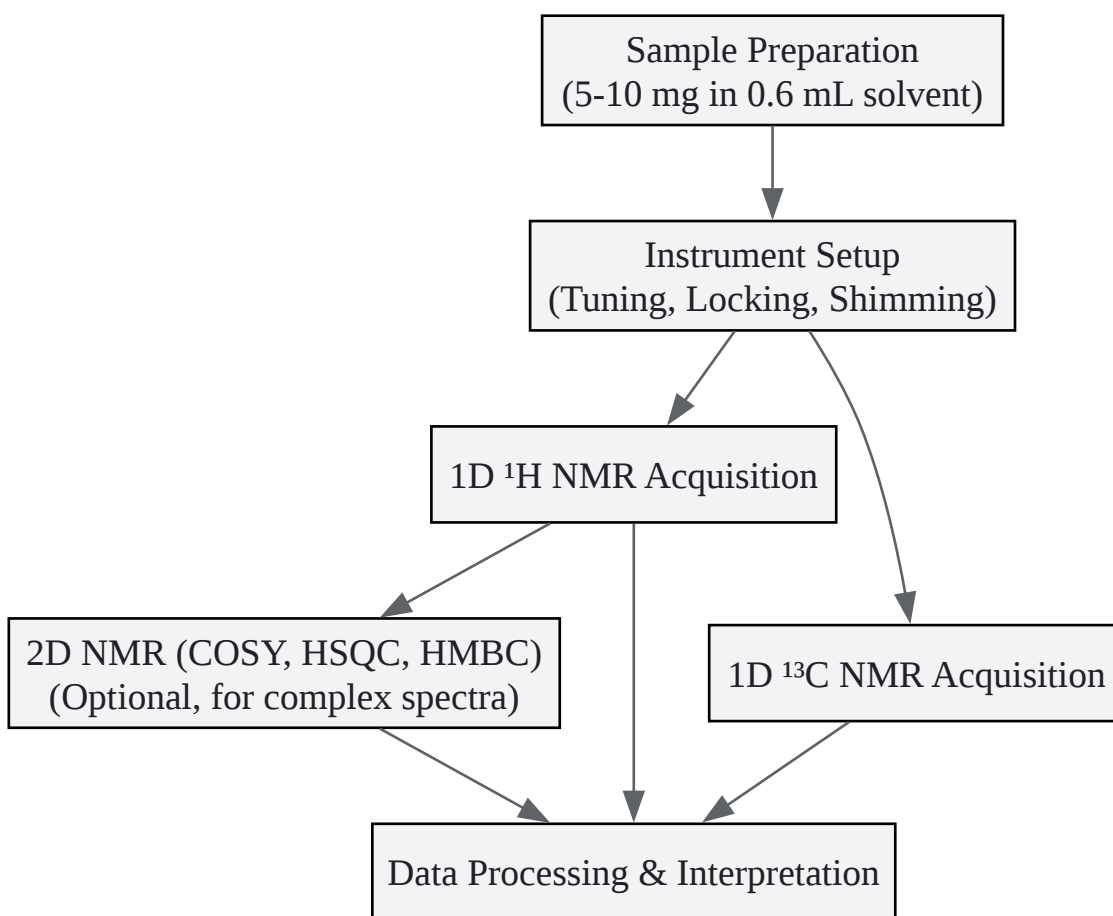 Sample Preparation
(5-10 mg in 0.6 mL solvent)
Instrument Setup
(Tuning, Locking, Shimming)
1D ¹H NMR Acquisition
2D NMR (COSY, HSQC, HMBC)
(Optional, for complex spectra)
1D ¹³C NMR Acquisition
Data Processing & Interpretation